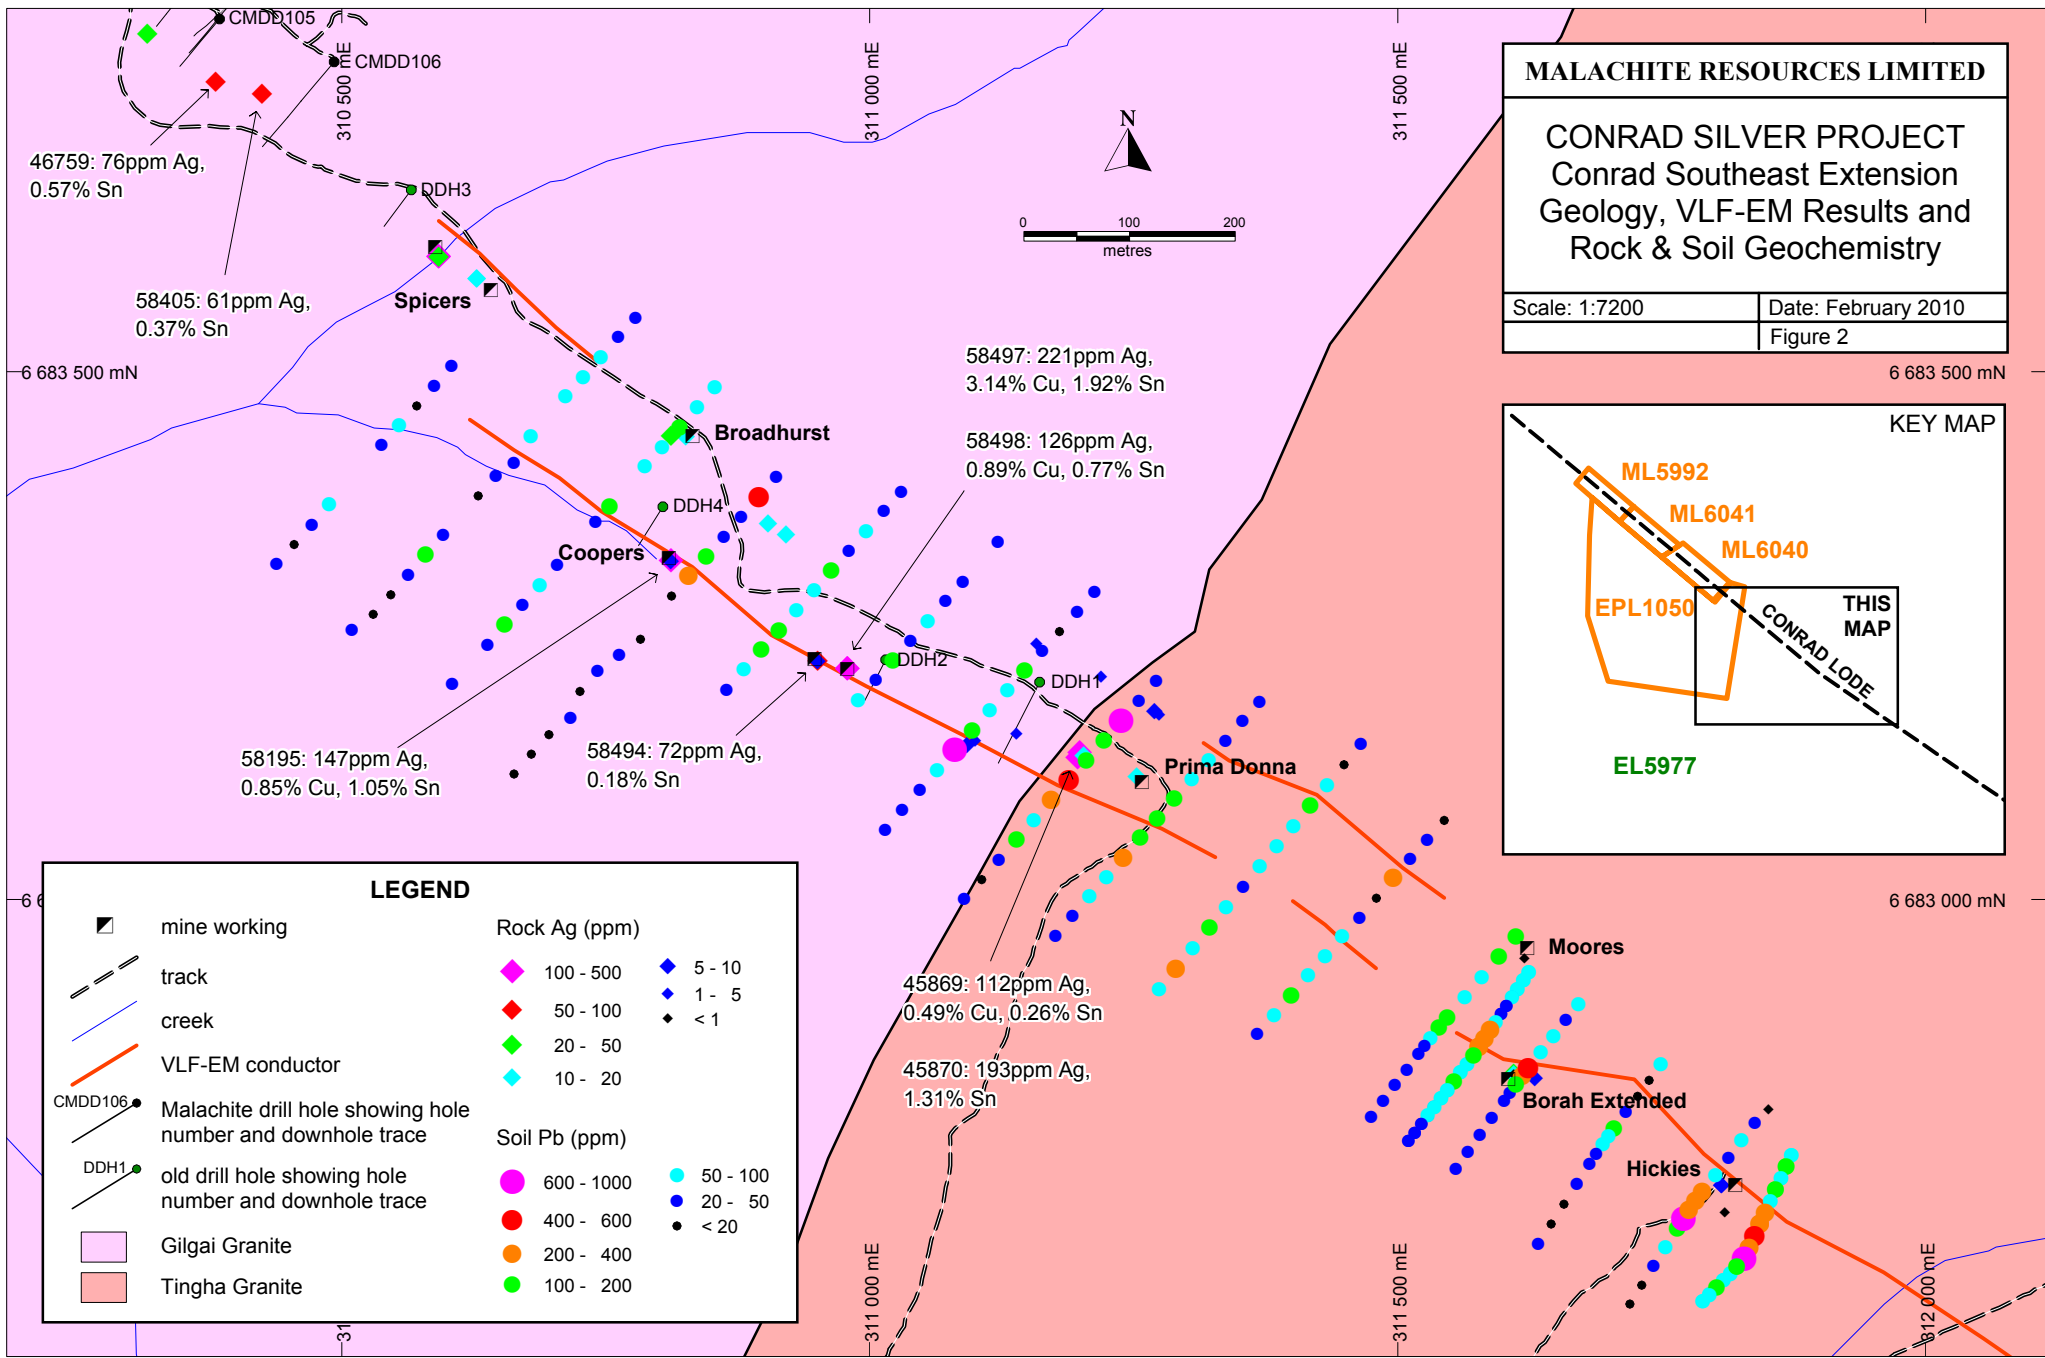 CMDD105
CMDD106
310 500 mE
311 000 mE
311 500 mE
MALACHITE RESOURCES LIMITED
CONRAD SILVER PROJECT
Conrad Southeast Extension
Geology, VLF-EM Results and
Rock & Soil Geochemistry
Scale: 1:7200
Date: February 2010
Figure 2
N
0 100 200
metres
46759: 76ppm Ag,
0.57% Sn
DDH3
58405: 61ppm Ag,
0.37% Sn
Spicers
6 683 500 mN
6 683 500 mN
58497: 221ppm Ag,
3.14% Cu, 1.92% Sn
58498: 126ppm Ag,
0.89% Cu, 0.77% Sn
Broadhurst
DDH4
Coopers
DDH2
DDH1
58195: 147ppm Ag,
0.85% Cu, 1.05% Sn
58494: 72ppm Ag,
0.18% Sn
Prima Donna
KEY MAP
ML5992
ML6041
ML6040
EPL1050
THIS
MAP
CONRAD LODE
EL5977
6 6
6 683 000 mN
45869: 112ppm Ag,
0.49% Cu, 0.26% Sn
45870: 193ppm Ag,
1.31% Sn
Moores
Borah Extended
Hickies
LEGEND
mine working
track
creek
VLF-EM conductor
CMDD106
Malachite drill hole showing hole
number and downhole trace
DDH1
old drill hole showing hole
number and downhole trace
Gilgai Granite
Tingha Granite
Rock Ag (ppm)
100 - 500
50 - 100
20 - 50
10 - 20
5 - 10
1 - 5
< 1
Soil Pb (ppm)
600 - 1000
400 - 600
200 - 400
100 - 200
50 - 100
20 - 50
< 20
31
311 000 mE
311 500 mE
312 000 mE